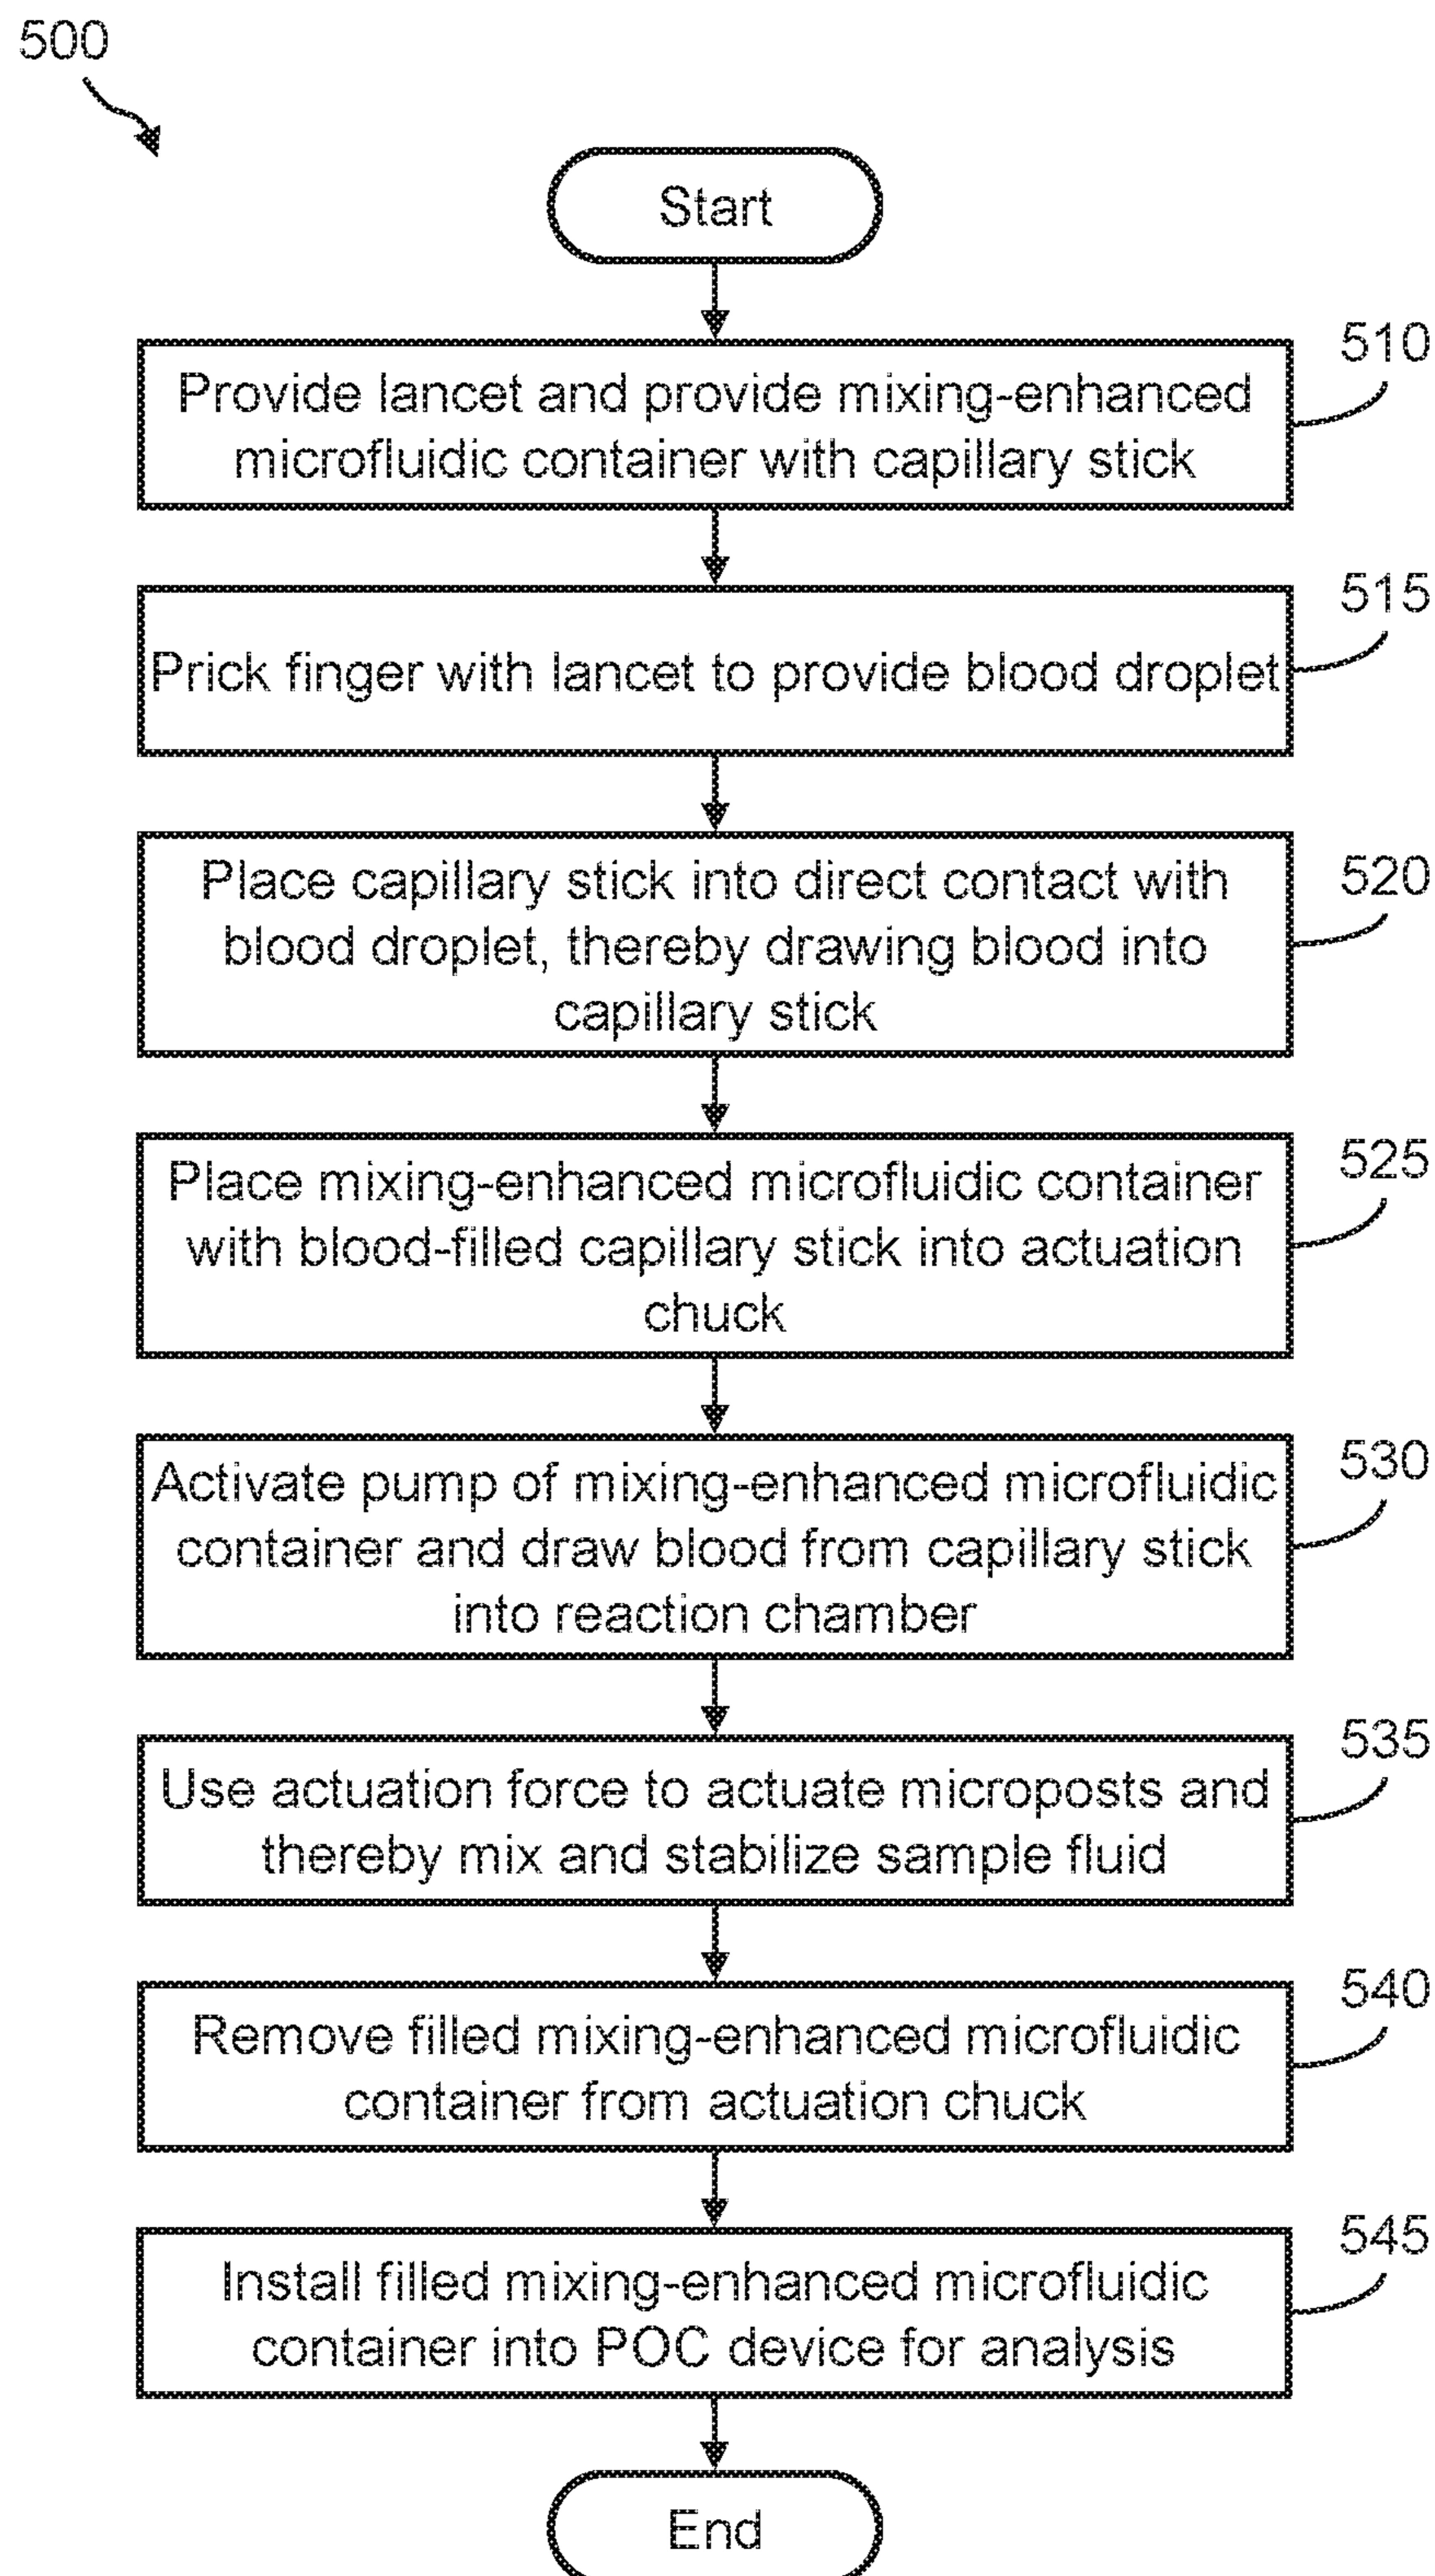 500
Start
510
Provide lancet and provide mixing-enhanced
microfluidic container with capillary stick
515
Prick finger with lancet to provide blood droplet
520
Place capillary stick into direct contact with
blood droplet, thereby drawing blood into
capillary stick
525
Place mixing-enhanced microfluidic container
with blood-filled capillary stick into actuation
chuck
530
Activate pump of mixing-enhanced microfluidic
container and draw blood from capillary stick
into reaction chamber
535
Use actuation force to actuate microposts and
thereby mix and stabilize sample fluid
540
Remove filled mixing-enhanced microfluidic
container from actuation chuck
545
Install filled mixing-enhanced microfluidic
container into POC device for analysis
End